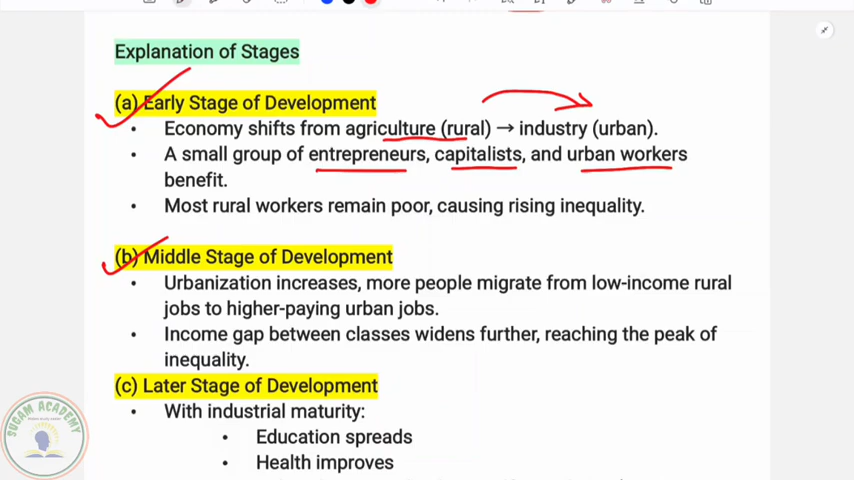 Explanation of Stages
(a) Early Stage of Development
• Economy shifts from agriculture (rural) → industry (urban).
• A small group of entrepreneurs, capitalists, and urban workers
benefit.
• Most rural workers remain poor, causing rising inequality.
(b) Middle Stage of Development
• Urbanization increases, more people migrate from low-income rural
jobs to higher-paying urban jobs.
• Income gap between classes widens further, reaching the peak of
inequality.
(c) Later Stage of Development
• With industrial maturity:
• Education spreads
• Health improves
SUGAM ACADEMY